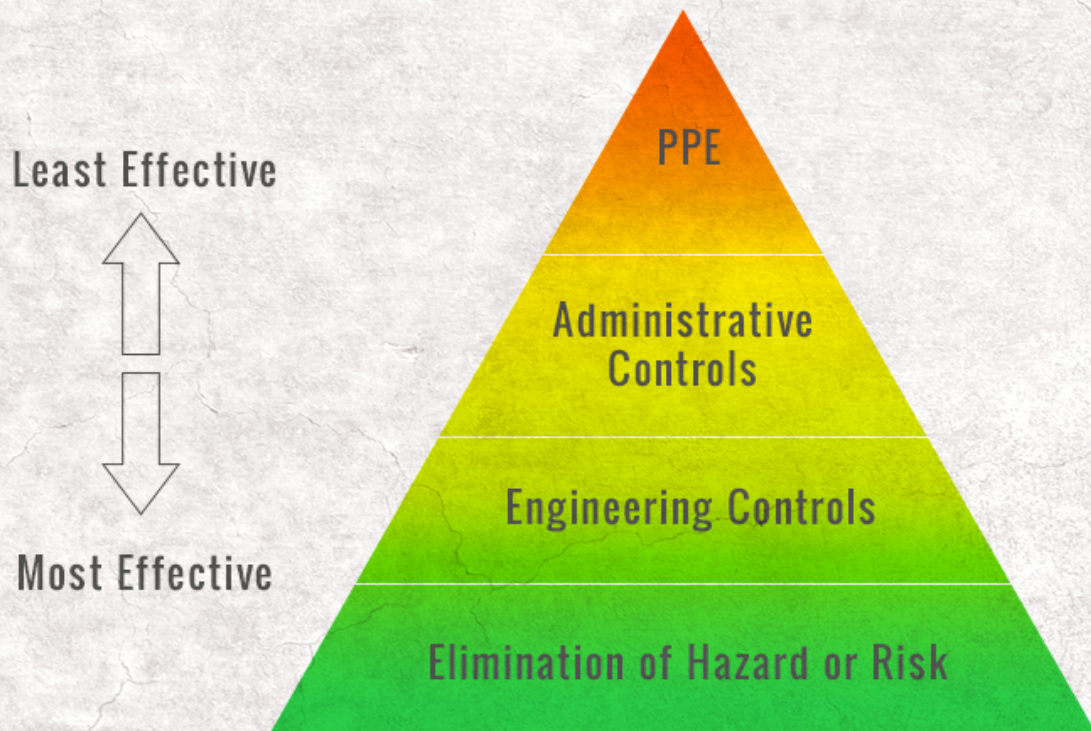 PPE
Least Effective
Administrative
Controls
Engineering Controls
Most Effective
Elimination of Hazard or Risk